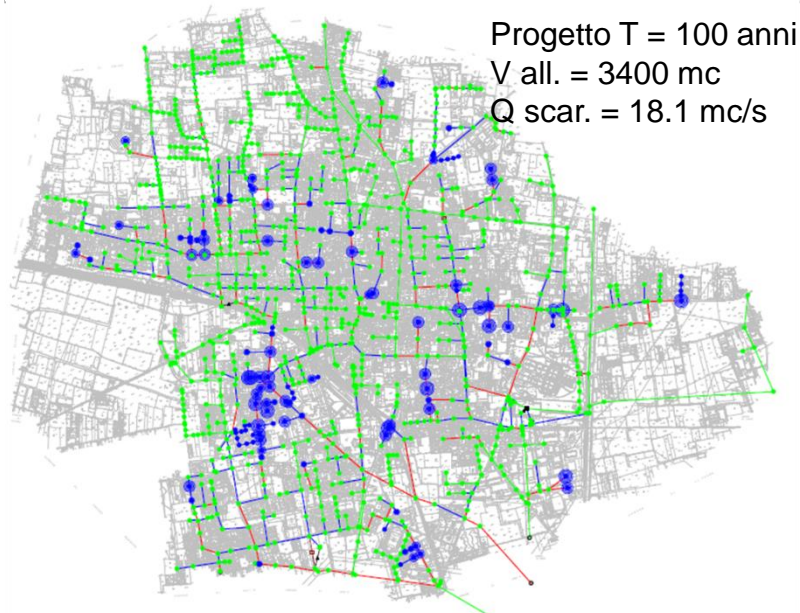 Progetto T = 100 anni
V all. = 3400 mc
Q scar. = 18.1 mc/s